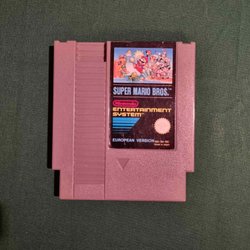 SUPER MARIO BROS.
Nintendo
ENTERTAINMENT
SYSTEM
EUROPEAN VERSION